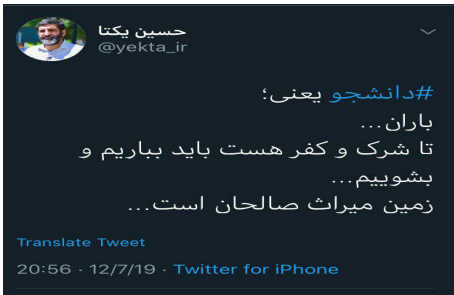 حسین یکتا
@yekta_ir
#دانشجو یعنی؛
باران...
تا شرک و کفر هست باید بباریم و
بشوییم...
زمین میراث صالحان است...
Translate Tweet
20:56 · 12/7/19 · Twitter for iPhone